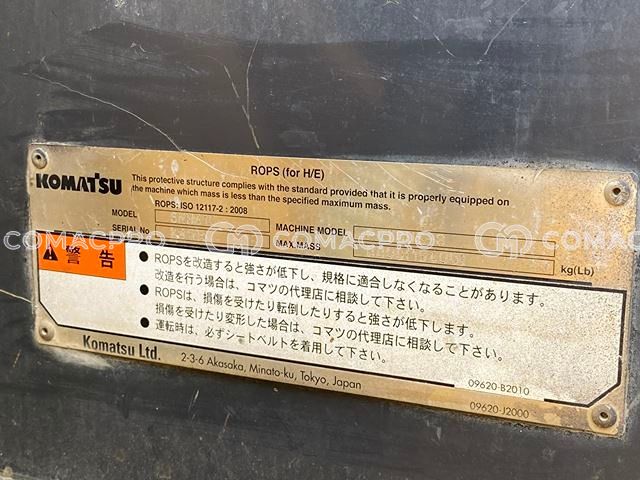 KOMATSU
ROPS (for H/E)
This protective structure complies with the standard provided that it is properly equipped on
the machine which mass is less than the specified maximum mass.
ROPS: ISO 12117-2 : 2008
MODEL
MACHINE MODEL
SERIAL No
MAX.MASS
kg(Lb)
COMACPRO COMACPRO COMACPRO
警告
● ROPSを改造すると強さが低下し、規格に適合しなくなることがあります。
改造を行う場合は、コマツの代理店に相談して下さい。
● ROPSは、損傷を受けたり転倒したりすると強さが低下します。
損傷を受けたり変形した場合は、コマツの代理店に相談して下さい。
● 運転時は、必ずシートベルトを着用して下さい。
Komatsu Ltd.
2-3-6 Akasaka, Minato-ku, Tokyo, Japan
09620-B2010
09620-J2000